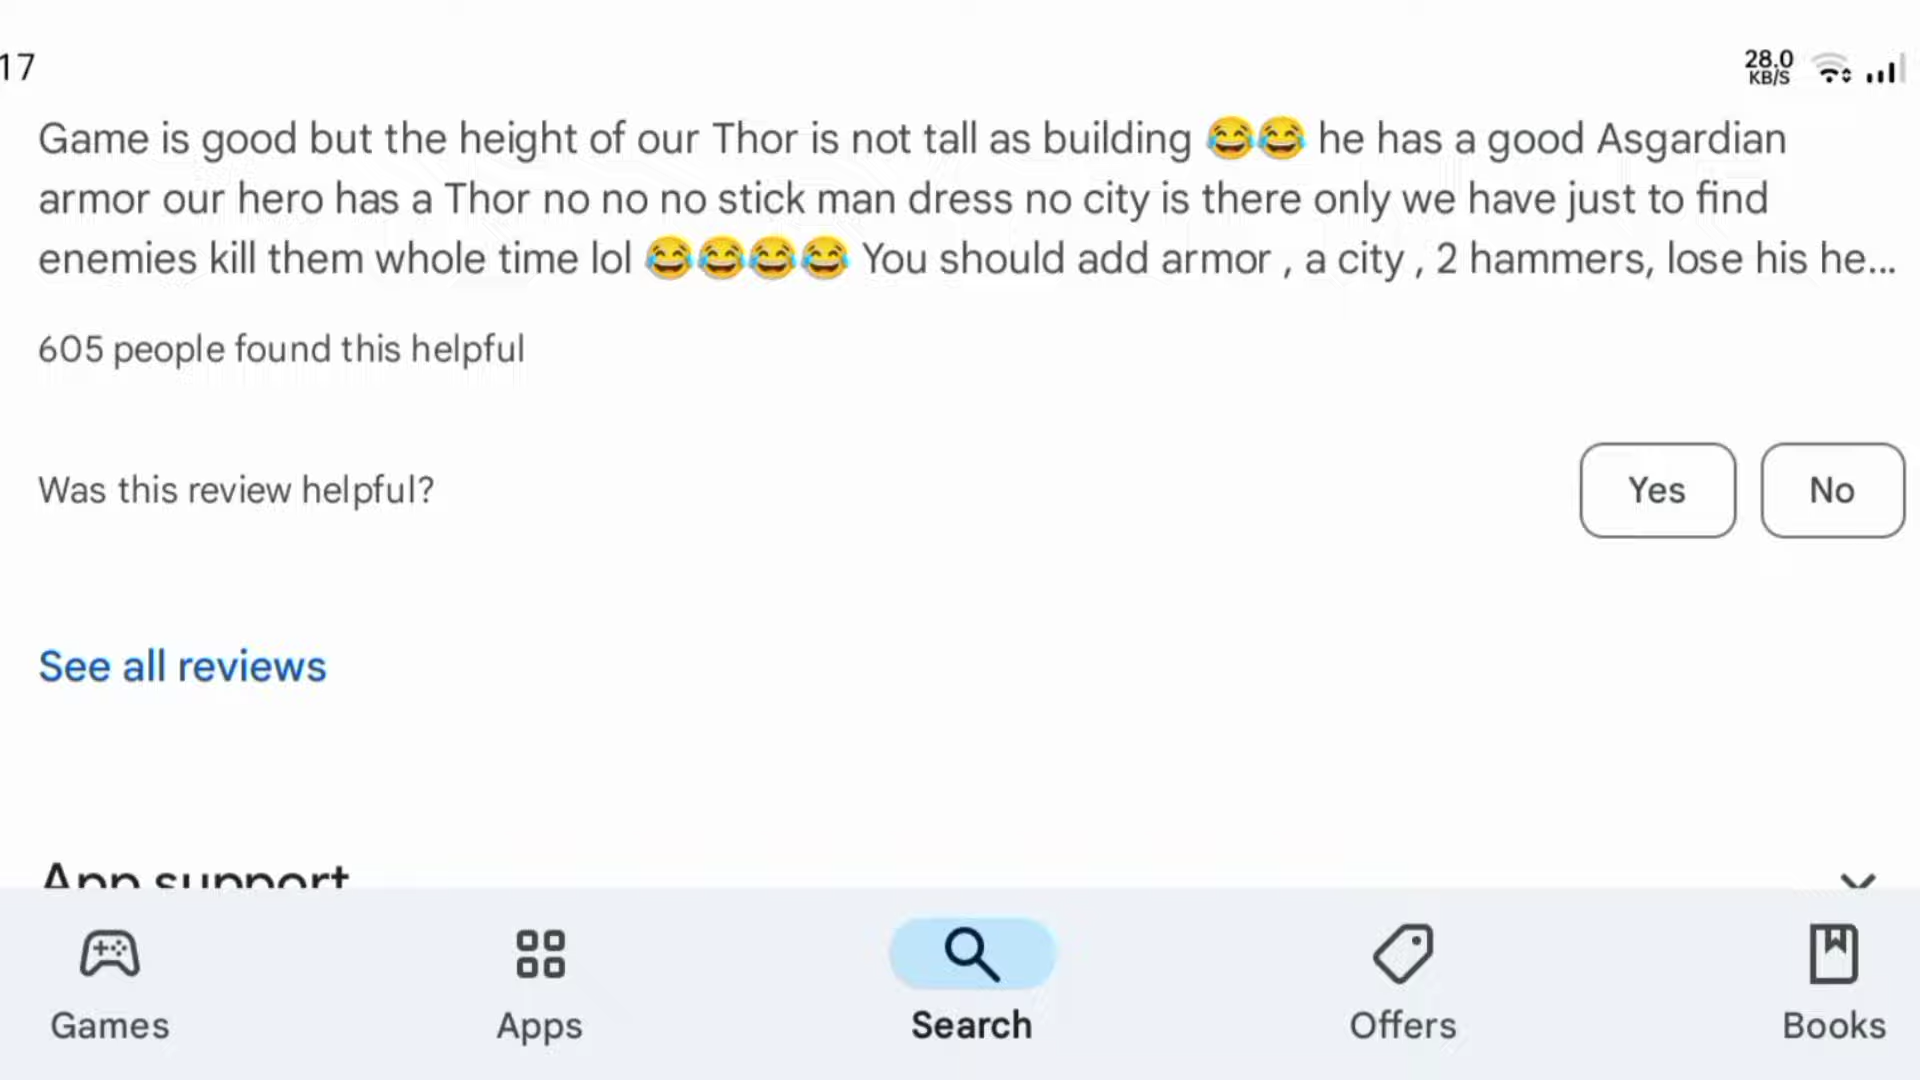 17
28.0
KB/S
Game is good but the height of our Thor is not tall as building 😂😂 he has a good Asgardian
armor our hero has a Thor no no no stick man dress no city is there only we have just to find
enemies kill them whole time lol 😂😂😂😂 You should add armor , a city , 2 hammers, lose his he...
605 people found this helpful
Was this review helpful?
Yes
No
See all reviews
App support
Games
Apps
Search
Offers
Books